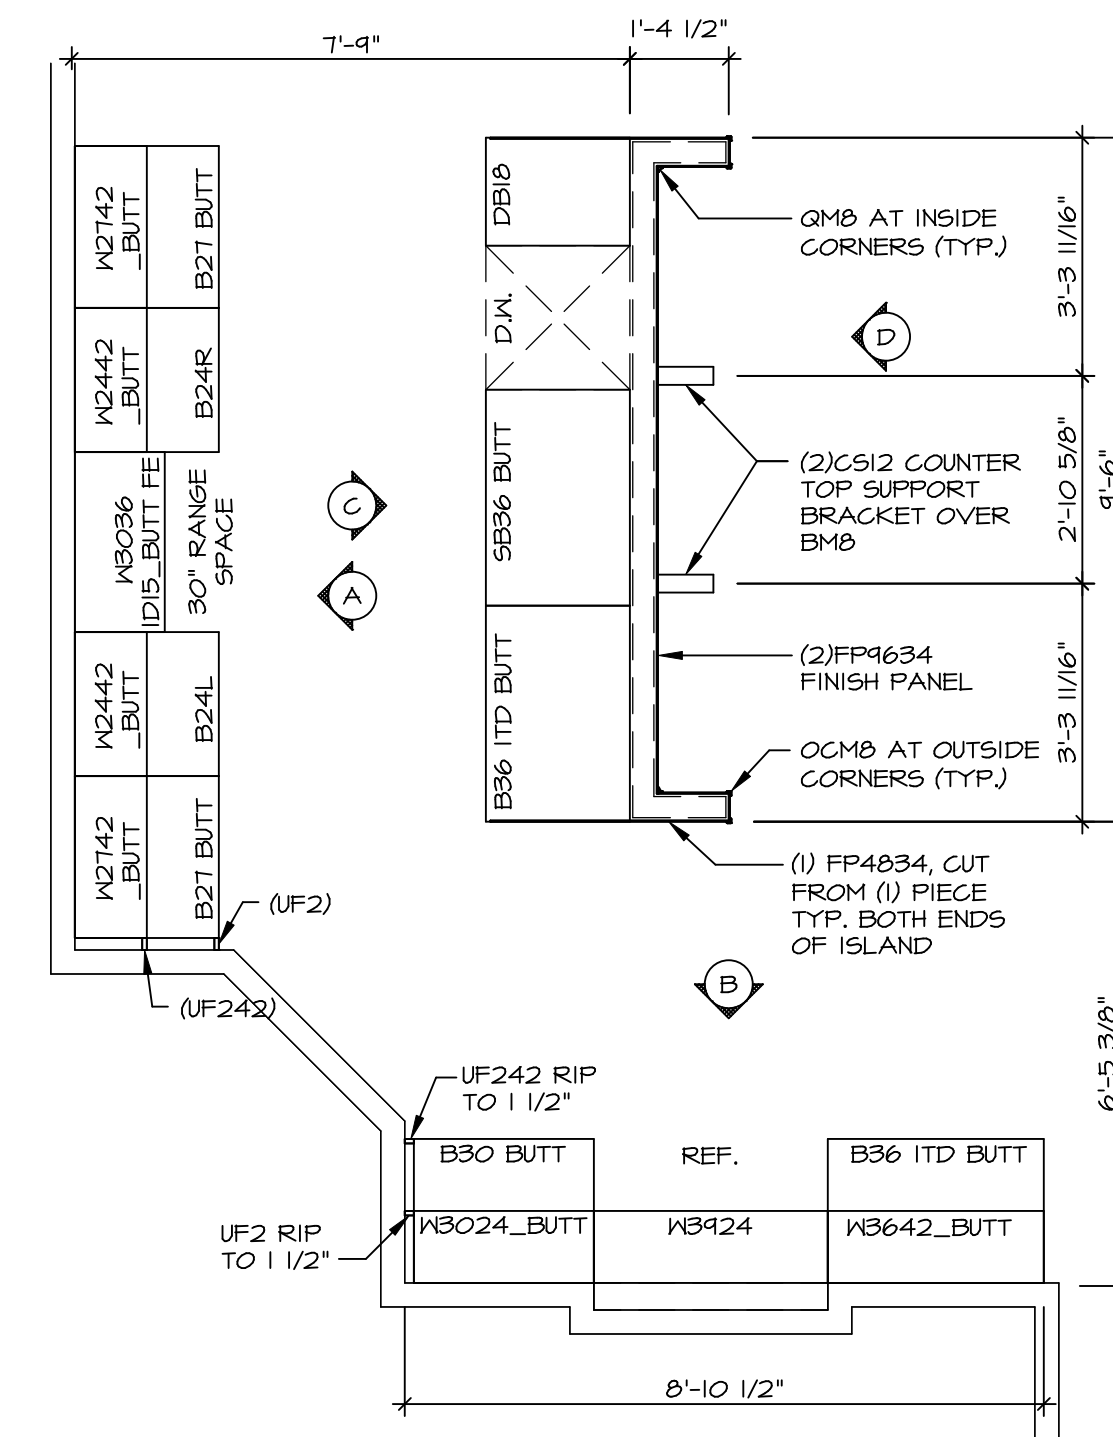 7'-9"
1'-4 1/2"
W2742
_BUTT
B27 BUTT
W2442
_BUTT
B24R
W3036
1D15_BUTT FE
30" RANGE
SPACE
W2442
_BUTT
B24L
W2742
_BUTT
B27 BUTT
DB18
D.W.
SB36 BUTT
B36 1TD BUTT
QM8 AT INSIDE
CORNERS (TYP.)
D
3'-3 11/16"
(2)CS12 COUNTER
TOP SUPPORT
BRACKET OVER
BM8
2'-10 5/8"
9'-6"
C
A
(2)FP9634
FINISH PANEL
3'-3 11/16"
OCM8 AT OUTSIDE
CORNERS (TYP.)
(1) FP4834, CUT
FROM (1) PIECE
TYP. BOTH ENDS
OF ISLAND
(UF2)
(UF242)
B
6'-5 3/8"
UF242 RIP
TO 1 1/2"
B30 BUTT
REF.
B36 1TD BUTT
UF2 RIP
TO 1 1/2"
W3024_BUTT
W3924
W3642_BUTT
8'-10 1/2"